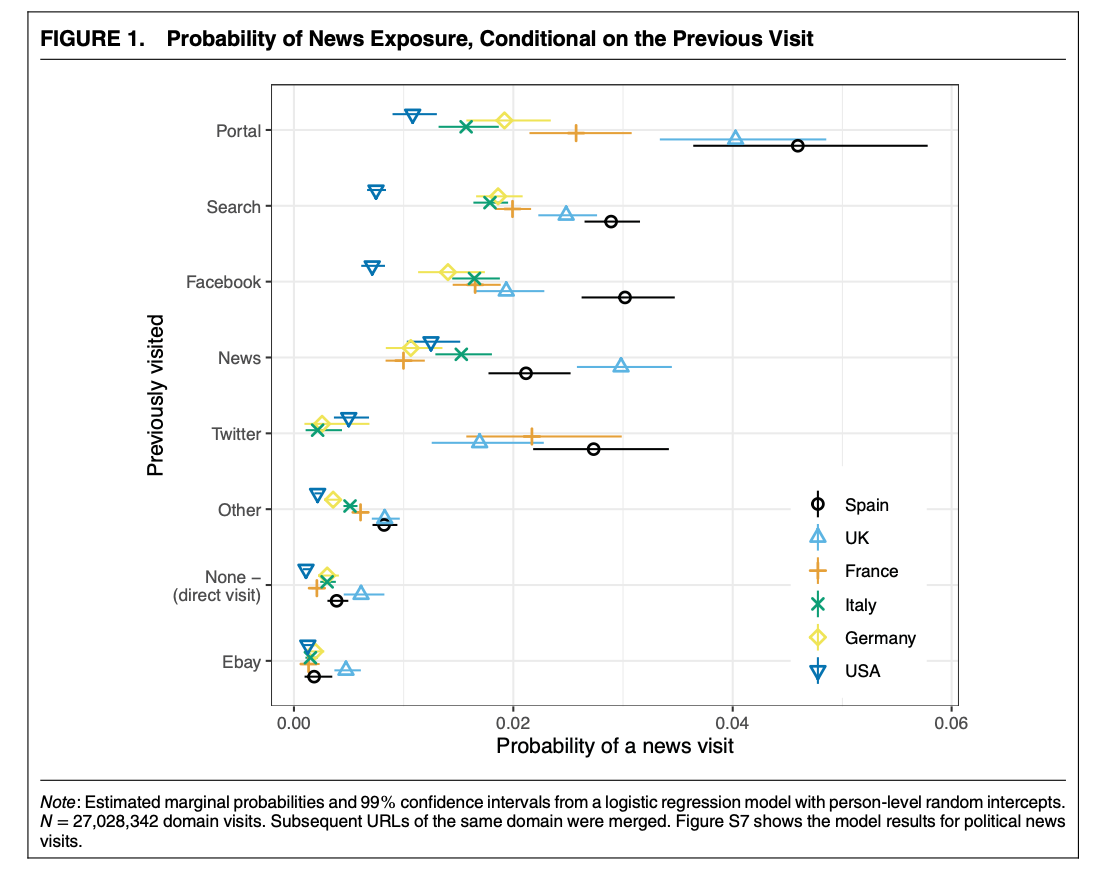 FIGURE 1. Probability of News Exposure, Conditional on the Previous Visit
Previously visited
Portal
Search
Facebook
News
Twitter
Other
None –
(direct visit)
Ebay
Spain
UK
France
Italy
Germany
USA
0.00 0.02 0.04 0.06
Probability of a news visit
Note: Estimated marginal probabilities and 99% confidence intervals from a logistic regression model with person-level random intercepts.
N = 27,028,342 domain visits. Subsequent URLs of the same domain were merged. Figure S7 shows the model results for political news
visits.